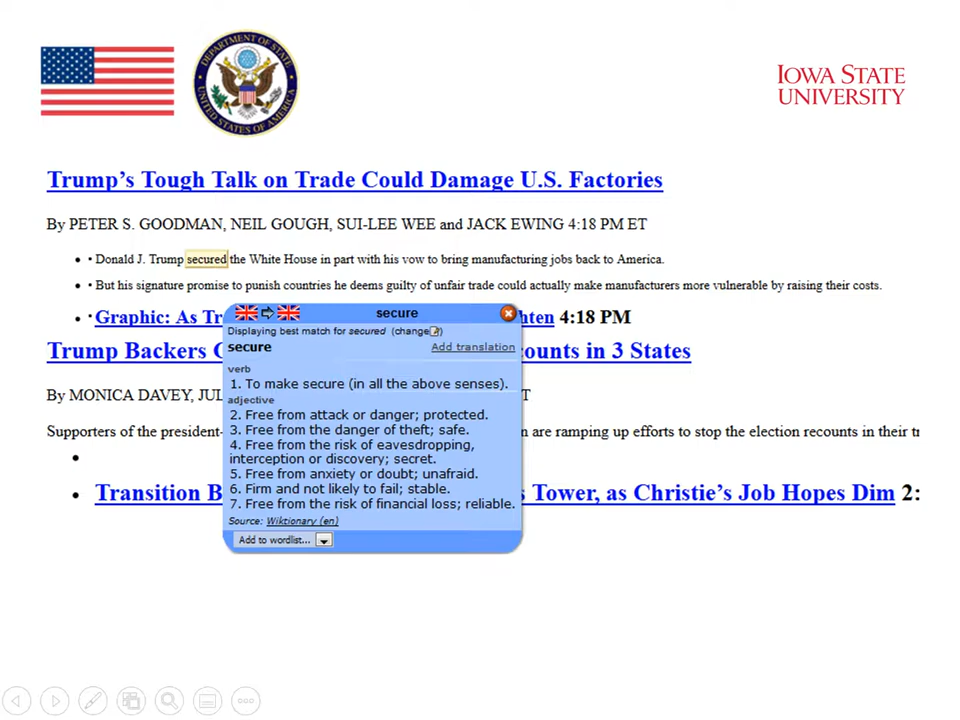 DEPARTMENT OF STATE
UNITED STATES OF AMERICA
IOWA STATE
UNIVERSITY
Trump's Tough Talk on Trade Could Damage U.S. Factories
By PETER S. GOODMAN, NEIL GOUGH, SUI-LEE WEE and JACK EWING 4:18 PM ET
• • Donald J. Trump secured the White House in part with his vow to bring manufacturing jobs back to America.
• • But his signature promise to punish countries he deems guilty of unfair trade could actually make manufacturers more vulnerable by raising their costs.
• • Graphic: As Tr hten 4:18 PM
secure
Displaying best match for secured (change)
secure Add translation
verb
1. To make secure (in all the above senses).
adjective
2. Free from attack or danger; protected.
3. Free from the danger of theft; safe.
4. Free from the risk of eavesdropping,
interception or discovery; secret.
5. Free from anxiety or doubt; unafraid.
6. Firm and not likely to fail; stable.
7. Free from the risk of financial loss; reliable.
Source: Wiktionary (en)
Add to wordlist...
Trump Backers ounts in 3 States
By MONICA DAVEY, JUL T
Supporters of the president- n are ramping up efforts to stop the election recounts in their tr
•
• Transition B s Tower, as Christie's Job Hopes Dim 2: